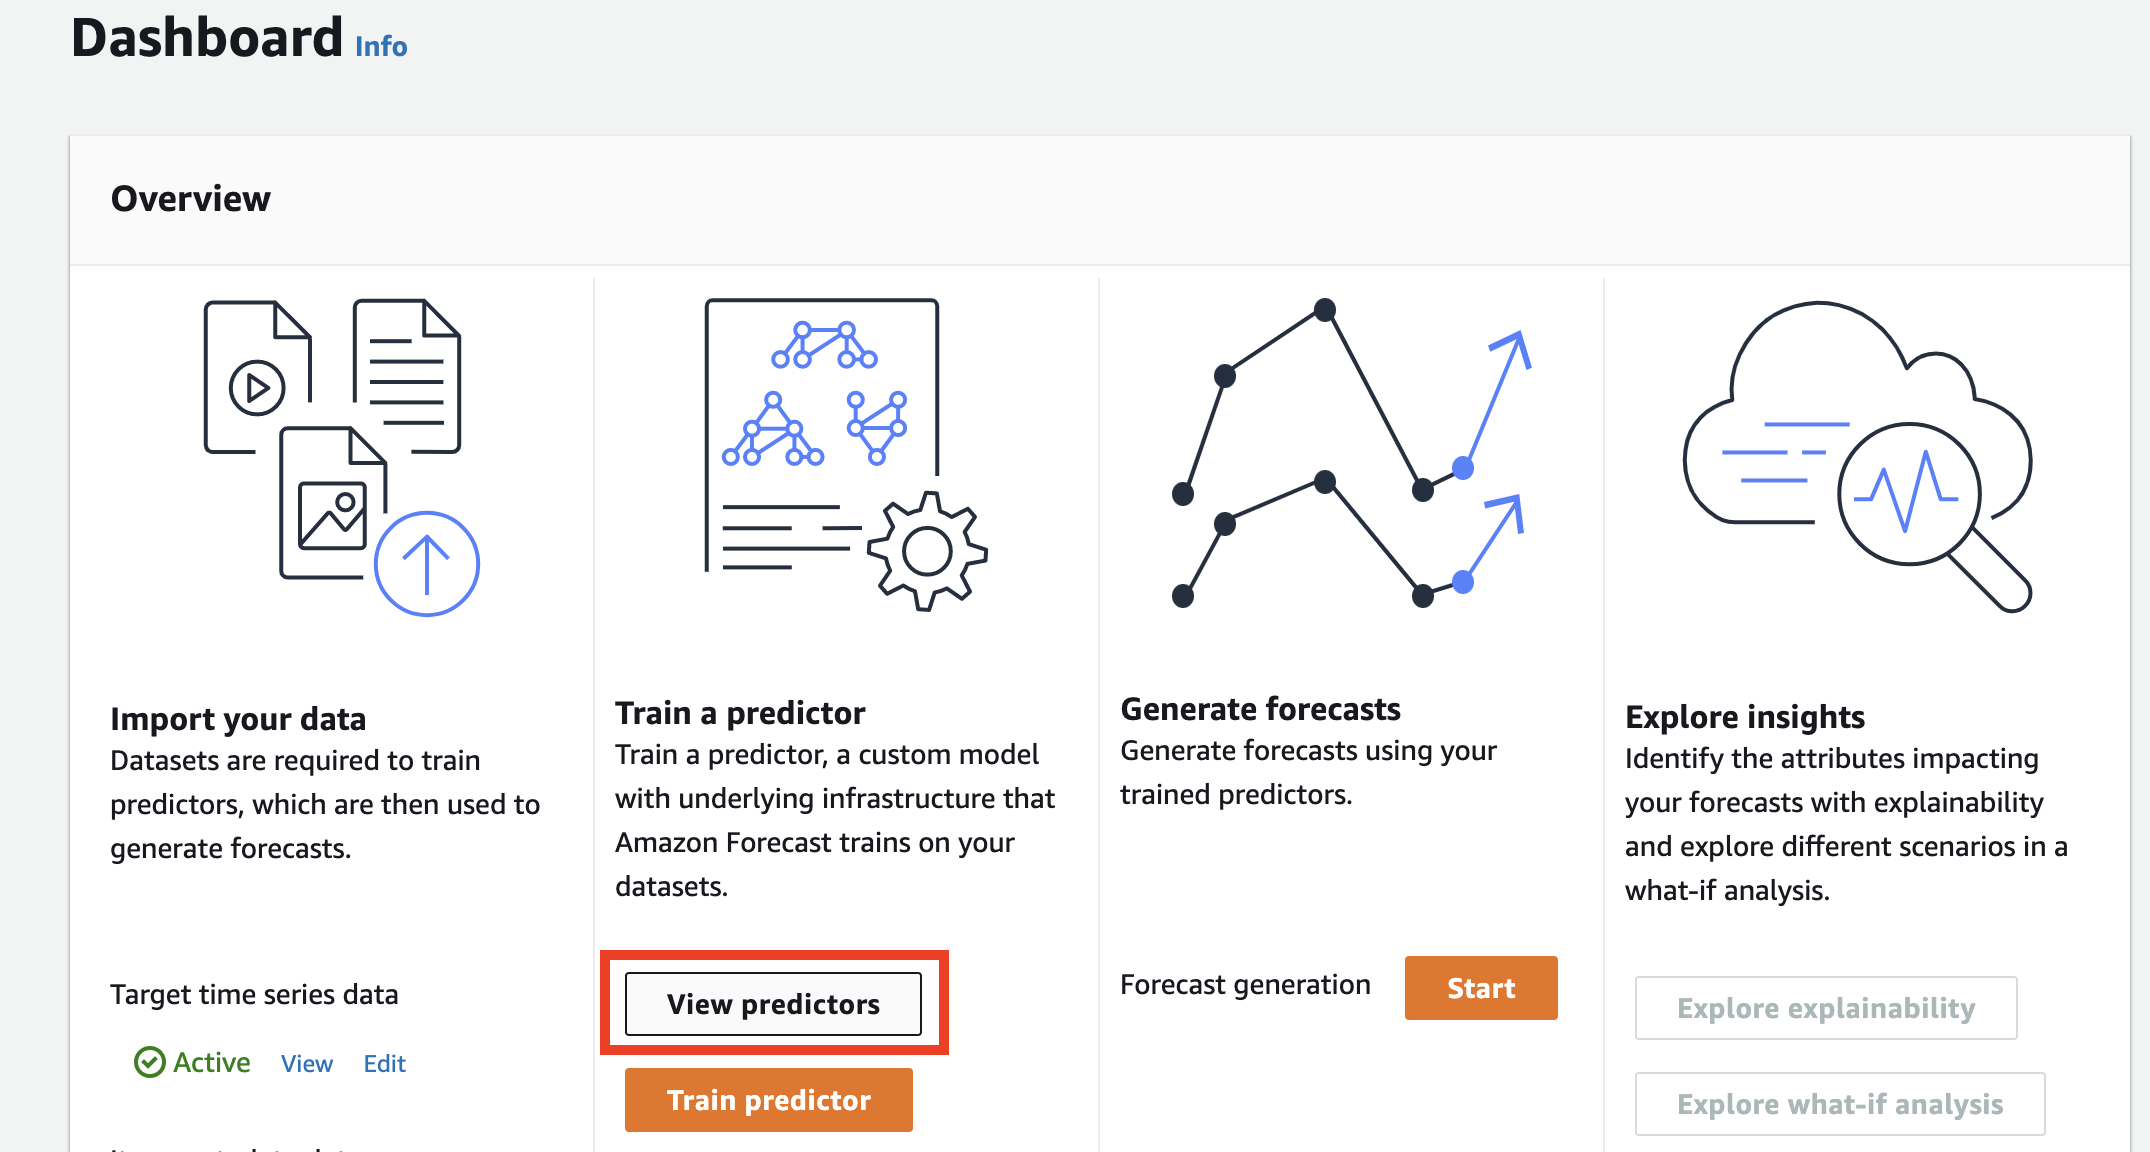 Dashboard Info
Overview
Import your data
Datasets are required to train
predictors, which are then used to
generate forecasts.
Target time series data
Active View Edit
Train a predictor
Train a predictor, a custom model
with underlying infrastructure that
Amazon Forecast trains on your
datasets.
View predictors
Train predictor
Generate forecasts
Generate forecasts using your
trained predictors.
Forecast generation Start
Explore insights
Identify the attributes impacting
your forecasts with explainability
and explore different scenarios in a
what-if analysis.
Explore explainability
Explore what-if analysis